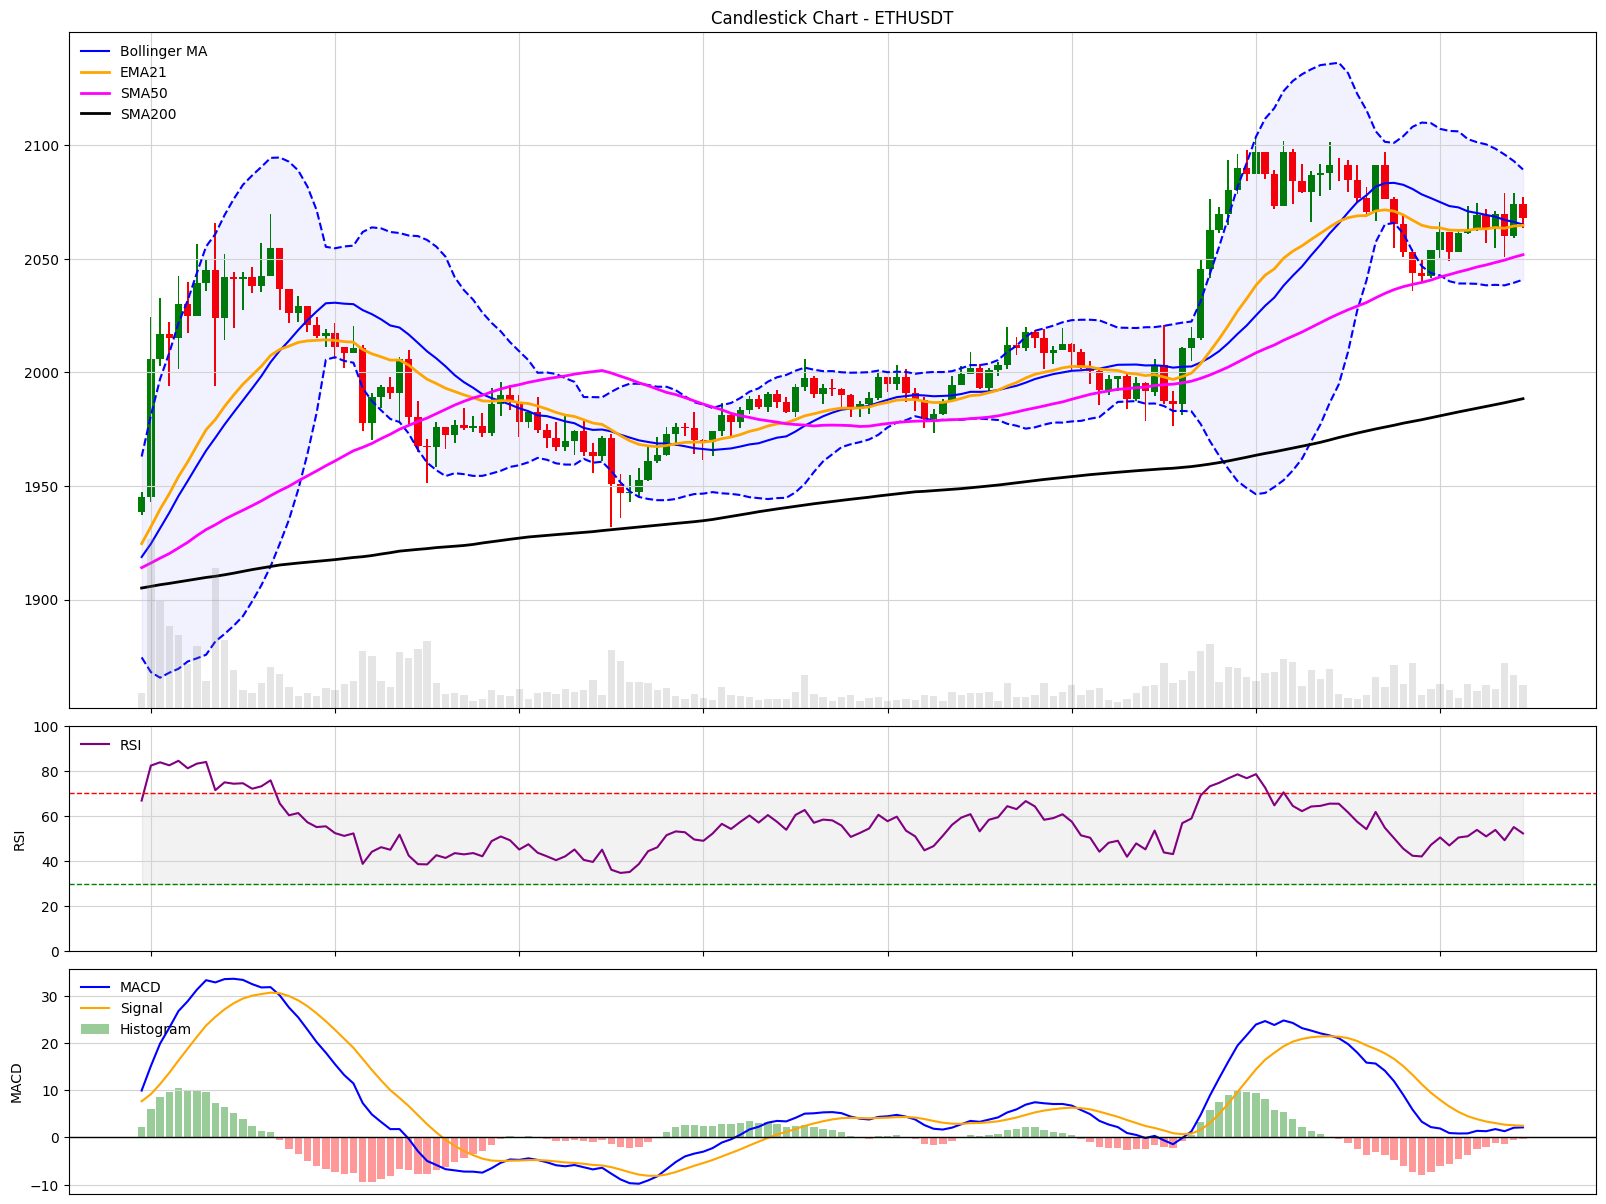 Candlestick Chart - ETHUSDT
Bollinger MA
EMA21
SMA50
SMA200
2100
2050
2000
1950
1900
RSI
100
80
60
40
20
0
RSI
MACD
Signal
Histogram
30
20
10
0
−10
MACD